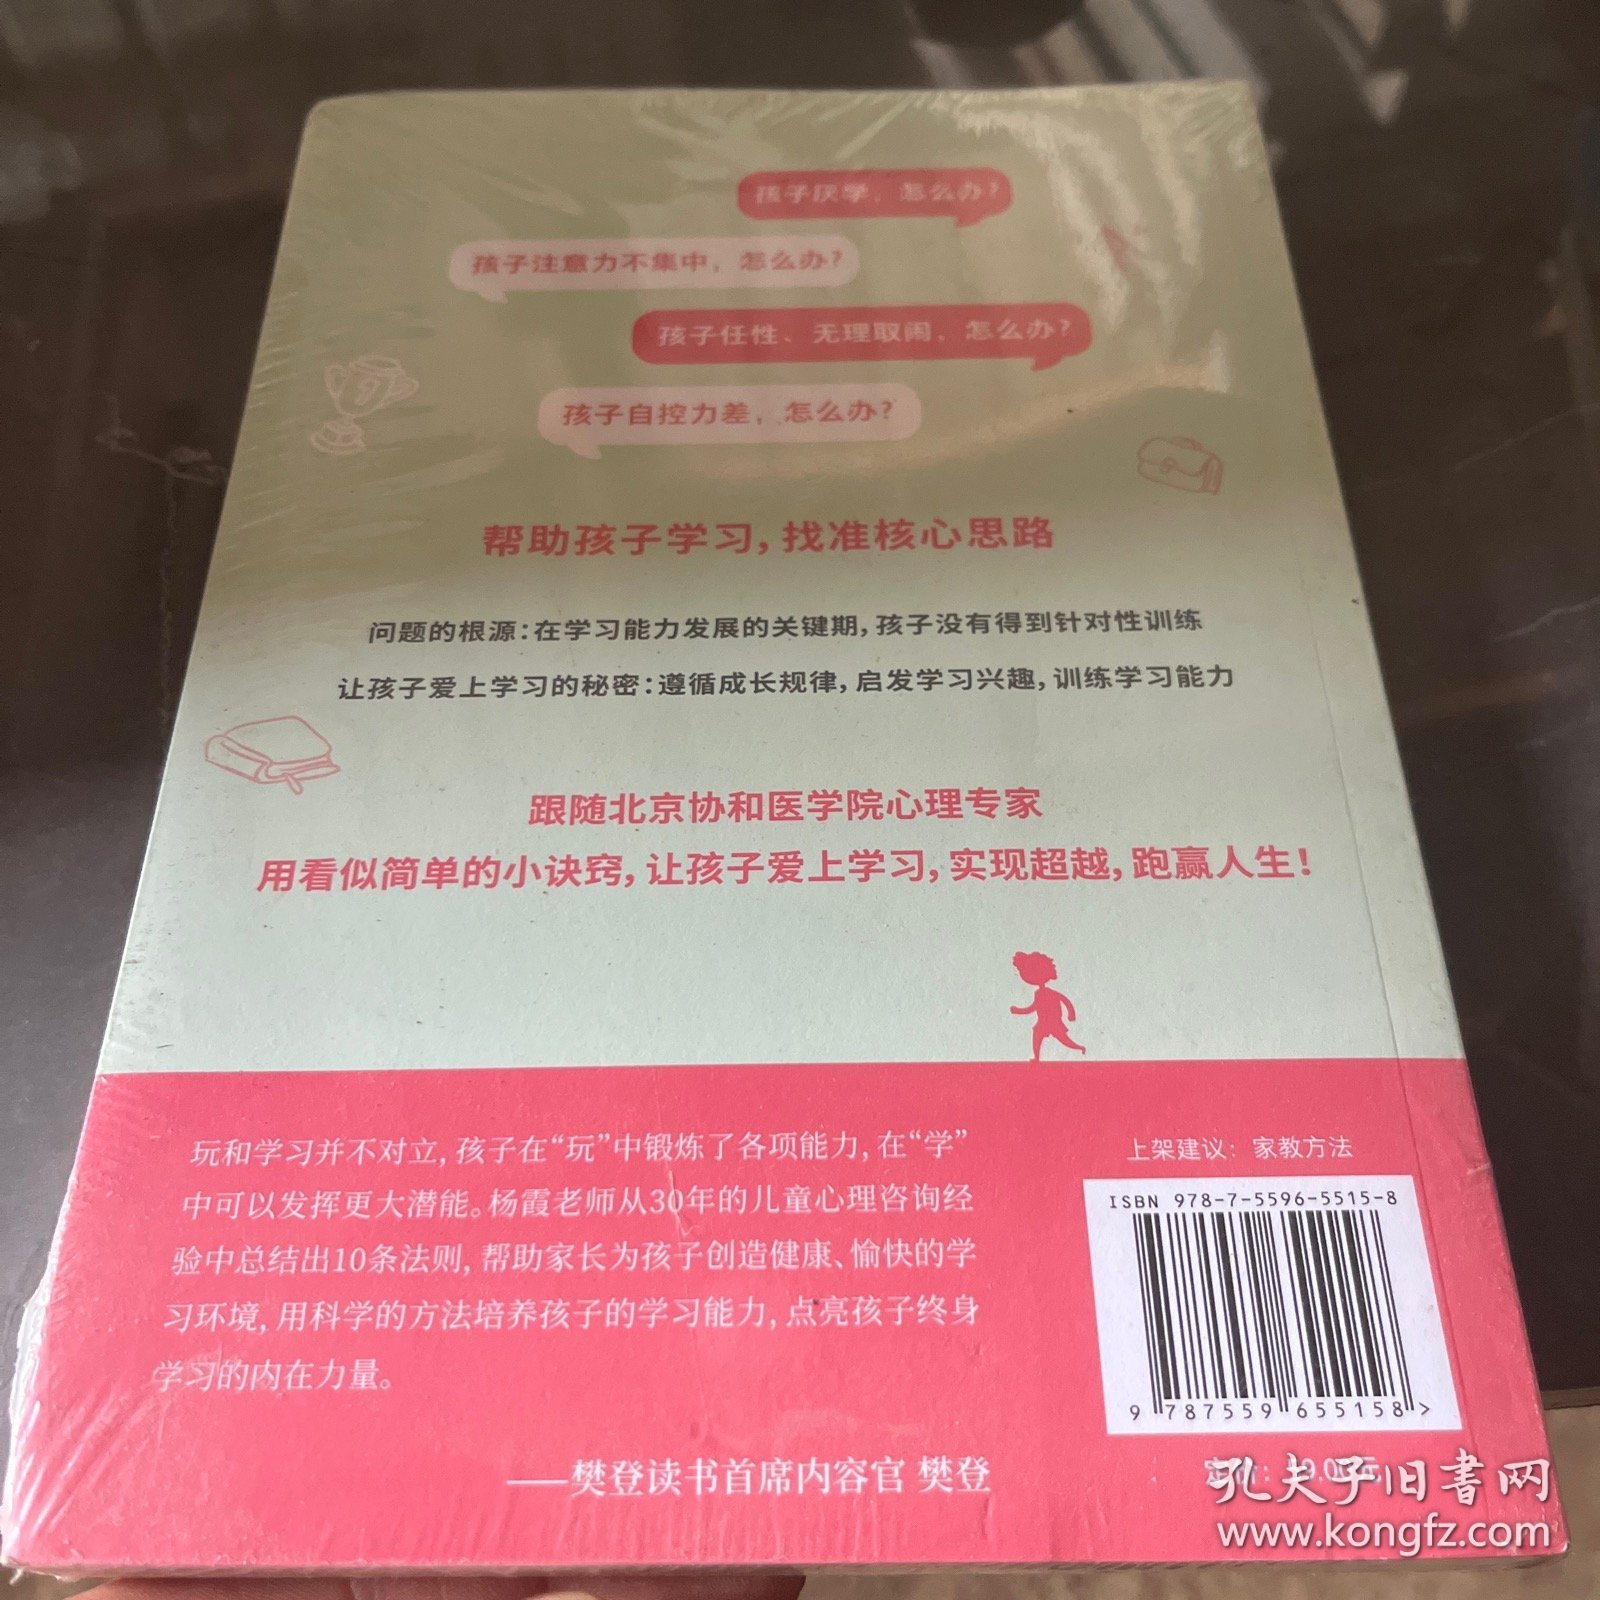 孩子厌学，怎么办？
孩子注意力不集中，怎么办？
孩子任性、无理取闹，怎么办？
孩子自控力差，怎么办？
帮助孩子学习，找准核心思路
问题的根源：在学习能力发展的关键期，孩子没有得到针对性训练
让孩子爱上学习的秘密：遵循成长规律，启发学习兴趣，训练学习能力
跟随北京协和医学院心理专家
用看似简单的小诀窍，让孩子爱上学习，实现超越，跑赢人生！
玩和学习并不对立，孩子在“玩”中锻炼了各项能力，在“学”
中可以发挥更大潜能。杨霞老师从30年的儿童心理咨询经
验中总结出10条法则，帮助家长为孩子创造健康、愉快的学
习环境，用科学的方法培养孩子的学习能力，点亮孩子终身
学习的内在力量。
——樊登读书首席内容官 樊登
上架建议：家教方法
ISBN 978-7-5596-5515-8
9 787559 655158 >
孔夫子旧书网
www.kongfz.com